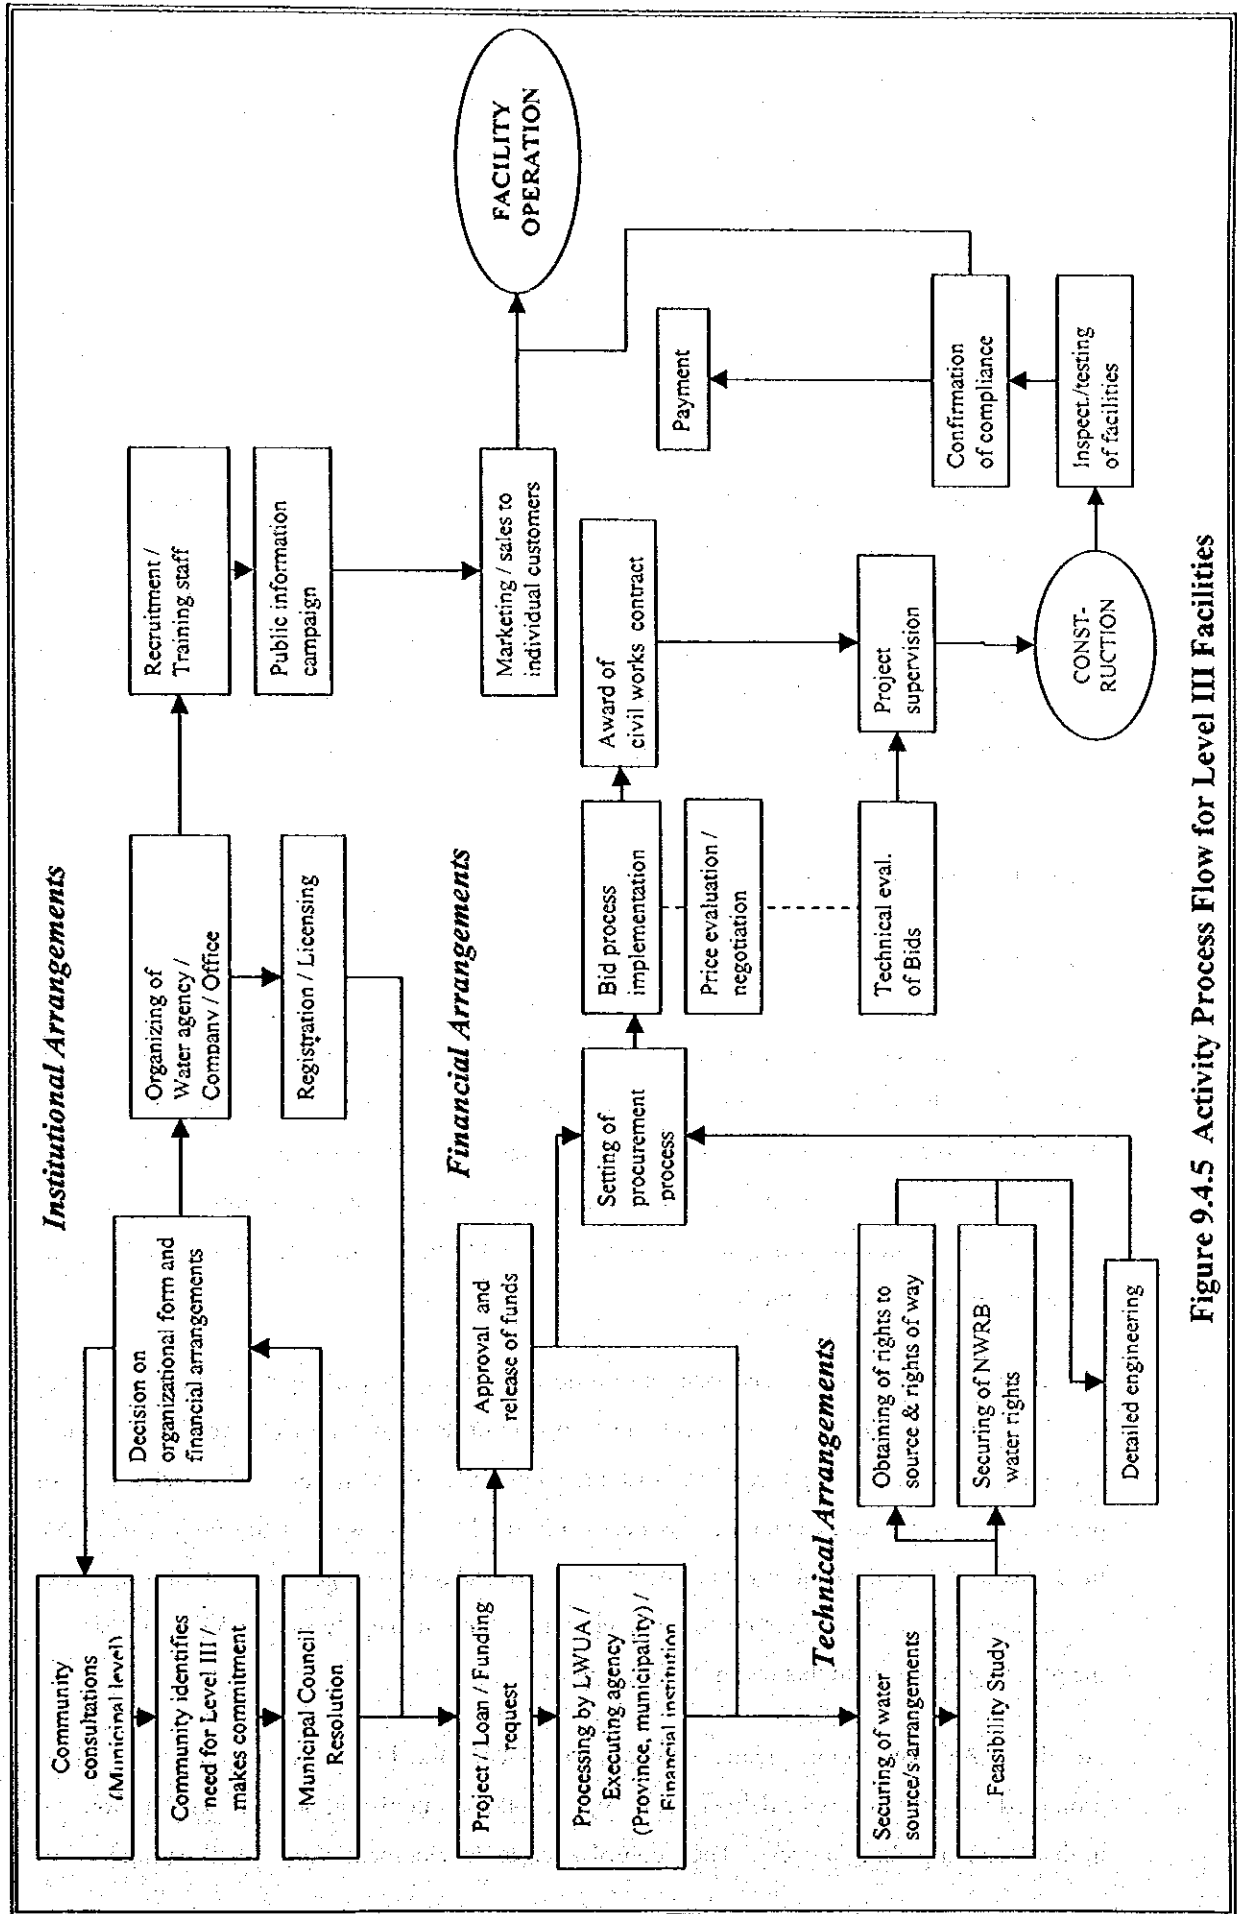 Institutional Arrangements
Community
consultations
(Municipal level)
Community identifies
need for Level III /
makes commitment
Municipal Council
Resolution
Decision on
organizational form and
financial arrangements
Organizing of
Water agency /
Company / Office
Registration / Licensing
Recruitment /
Training staff
Public information
campaign
Marketing / sales to
individual customers
FACILITY
OPERATION
Financial Arrangements
Project / Loan / Funding
request
Processing by LWUA /
Executing agency
(Province, municipality) /
Financial institution
Approval and
release of funds
Setting of
procurement
process
Bid process
implementation
Price evaluation /
negotiation
Technical eval.
of Bids
Award of
civil works contract
Project
supervision
Payment
Technical Arrangements
Securing of water
source/s arrangements
Feasibility Study
Obtaining of rights to
source & rights of way
Securing of NWRB
water rights
Detailed engineering
CONST-
RUCTION
Confirmation
of compliance
Inspect./testing
of facilities
Figure 9.4.5 Activity Process Flow for Level III Facilities